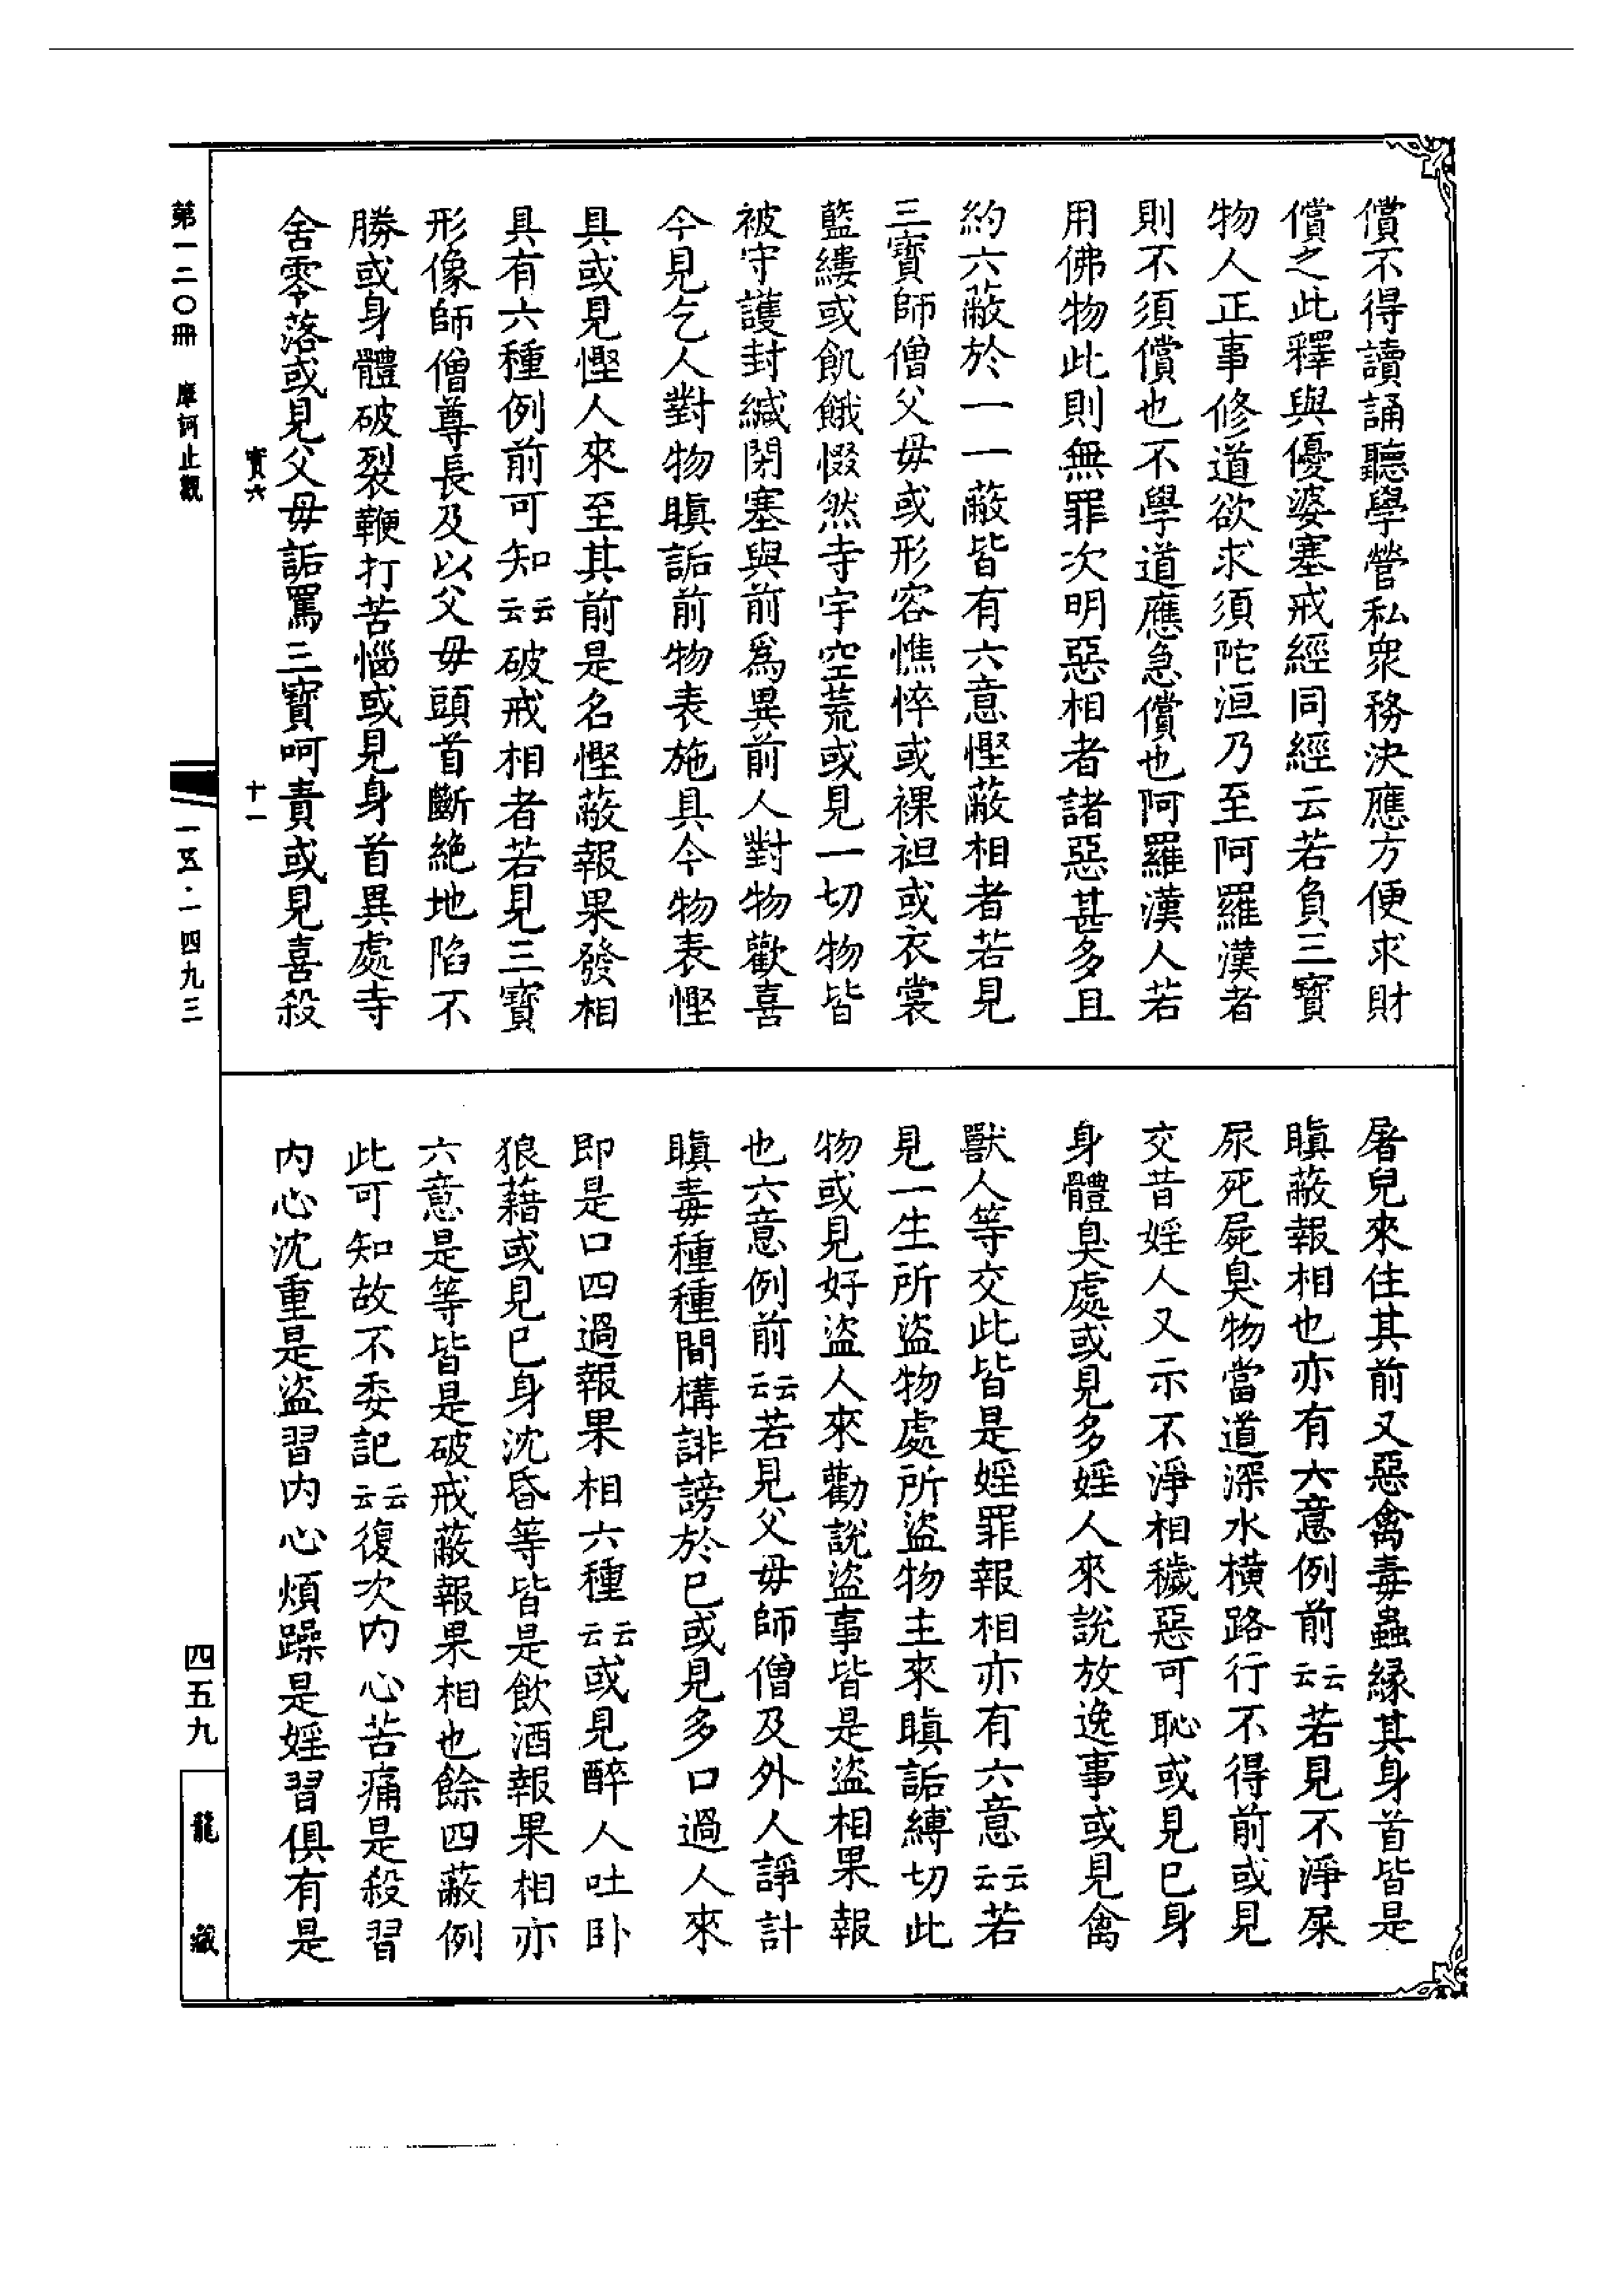 償不得讀誦聽學營私衆務決應方便求財
償之此釋與優婆塞戒經同經云若負三寶
物人正事修道欲求須陀洹乃至阿羅漢者
則不須償也不學道應急償也阿羅漢人若
用佛物此則無罪次明惡相者諸惡甚多且
約六蔽於一一蔽皆有六意慳蔽相者若見
三寶師僧父母或形容憔悴或裸袒或衣裳
藍縷或飢餓惙然寺宇空荒或見一切物皆
被守護封緘閉塞與前爲異前人對物歡喜
今見乞人對物瞋詬前物表施具今物表慳
具或見慳人來至其前是名慳蔽報果發相
具有六種例前可知云云破戒相者若見三寶
形像師僧尊長及以父母頭首斷絶地陷不
勝或身體破裂鞭打苦惱或見身首異處寺
舍零落或見父母詬罵三寶呵責或見喜殺
屠兒來住其前又惡禽毒蟲緣其身首皆是
瞋蔽報相也亦有六意例前云云若見不淨屎
尿死屍臭物當道深水橫路行不得前或見
交昔婬人又示不淨相穢惡可恥或見已身
身體臭處或見多婬人來説放逸事或見禽
獸人等交此皆是婬罪報相亦有六意云云若
見一生所盜物處所盜物主來瞋詬縛切此
物或見好盜人來勸説盜事皆是盜相果報
也六意例前云云若見父母師僧及外人諍計
瞋毒種種間構誹謗於已或見多口過人來
即是口四過報果相六種云云或見醉人吐卧
狼藉或見已身沈昏等皆是飲酒報果相亦
六意是等皆是破戒蔽報果相也餘四蔽例
此可知故不委記云云復次内心苦痛是殺習
内心沈重是盜習内心煩躁是婬習俱有是
寶六
十一
第一二〇冊
摩訶止觀
一五·一四九三
四五九
龍藏